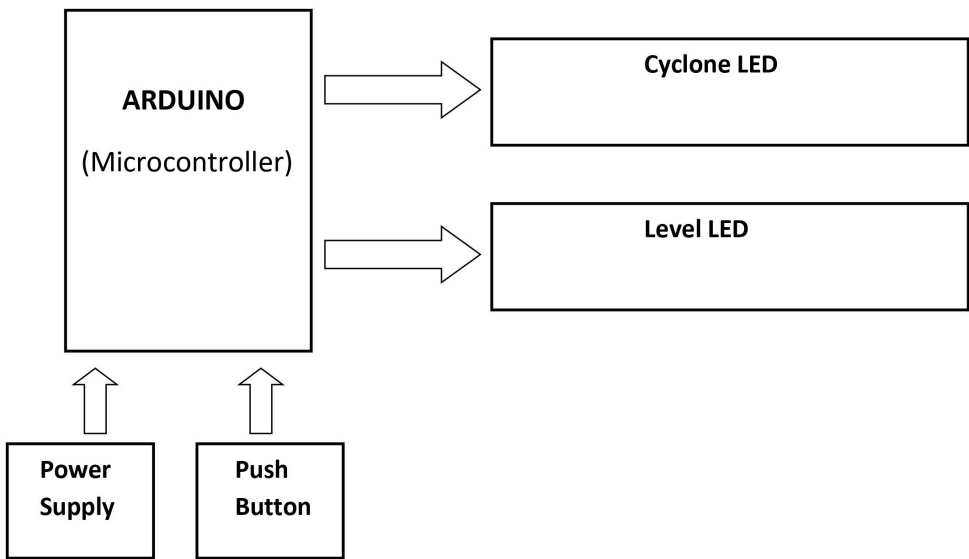 ARDUINO
(Microcontroller)
Cyclone LED
Level LED
Power
Supply
Push
Button